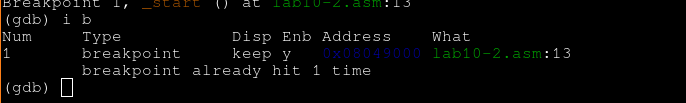 Breakpoint 1, _start () at lab10-2.asm:13
(gdb) i b
Num     Type           Disp Enb Address    What
1       breakpoint     keep y   0x08049000 lab10-2.asm:13
        breakpoint already hit 1 time
(gdb)